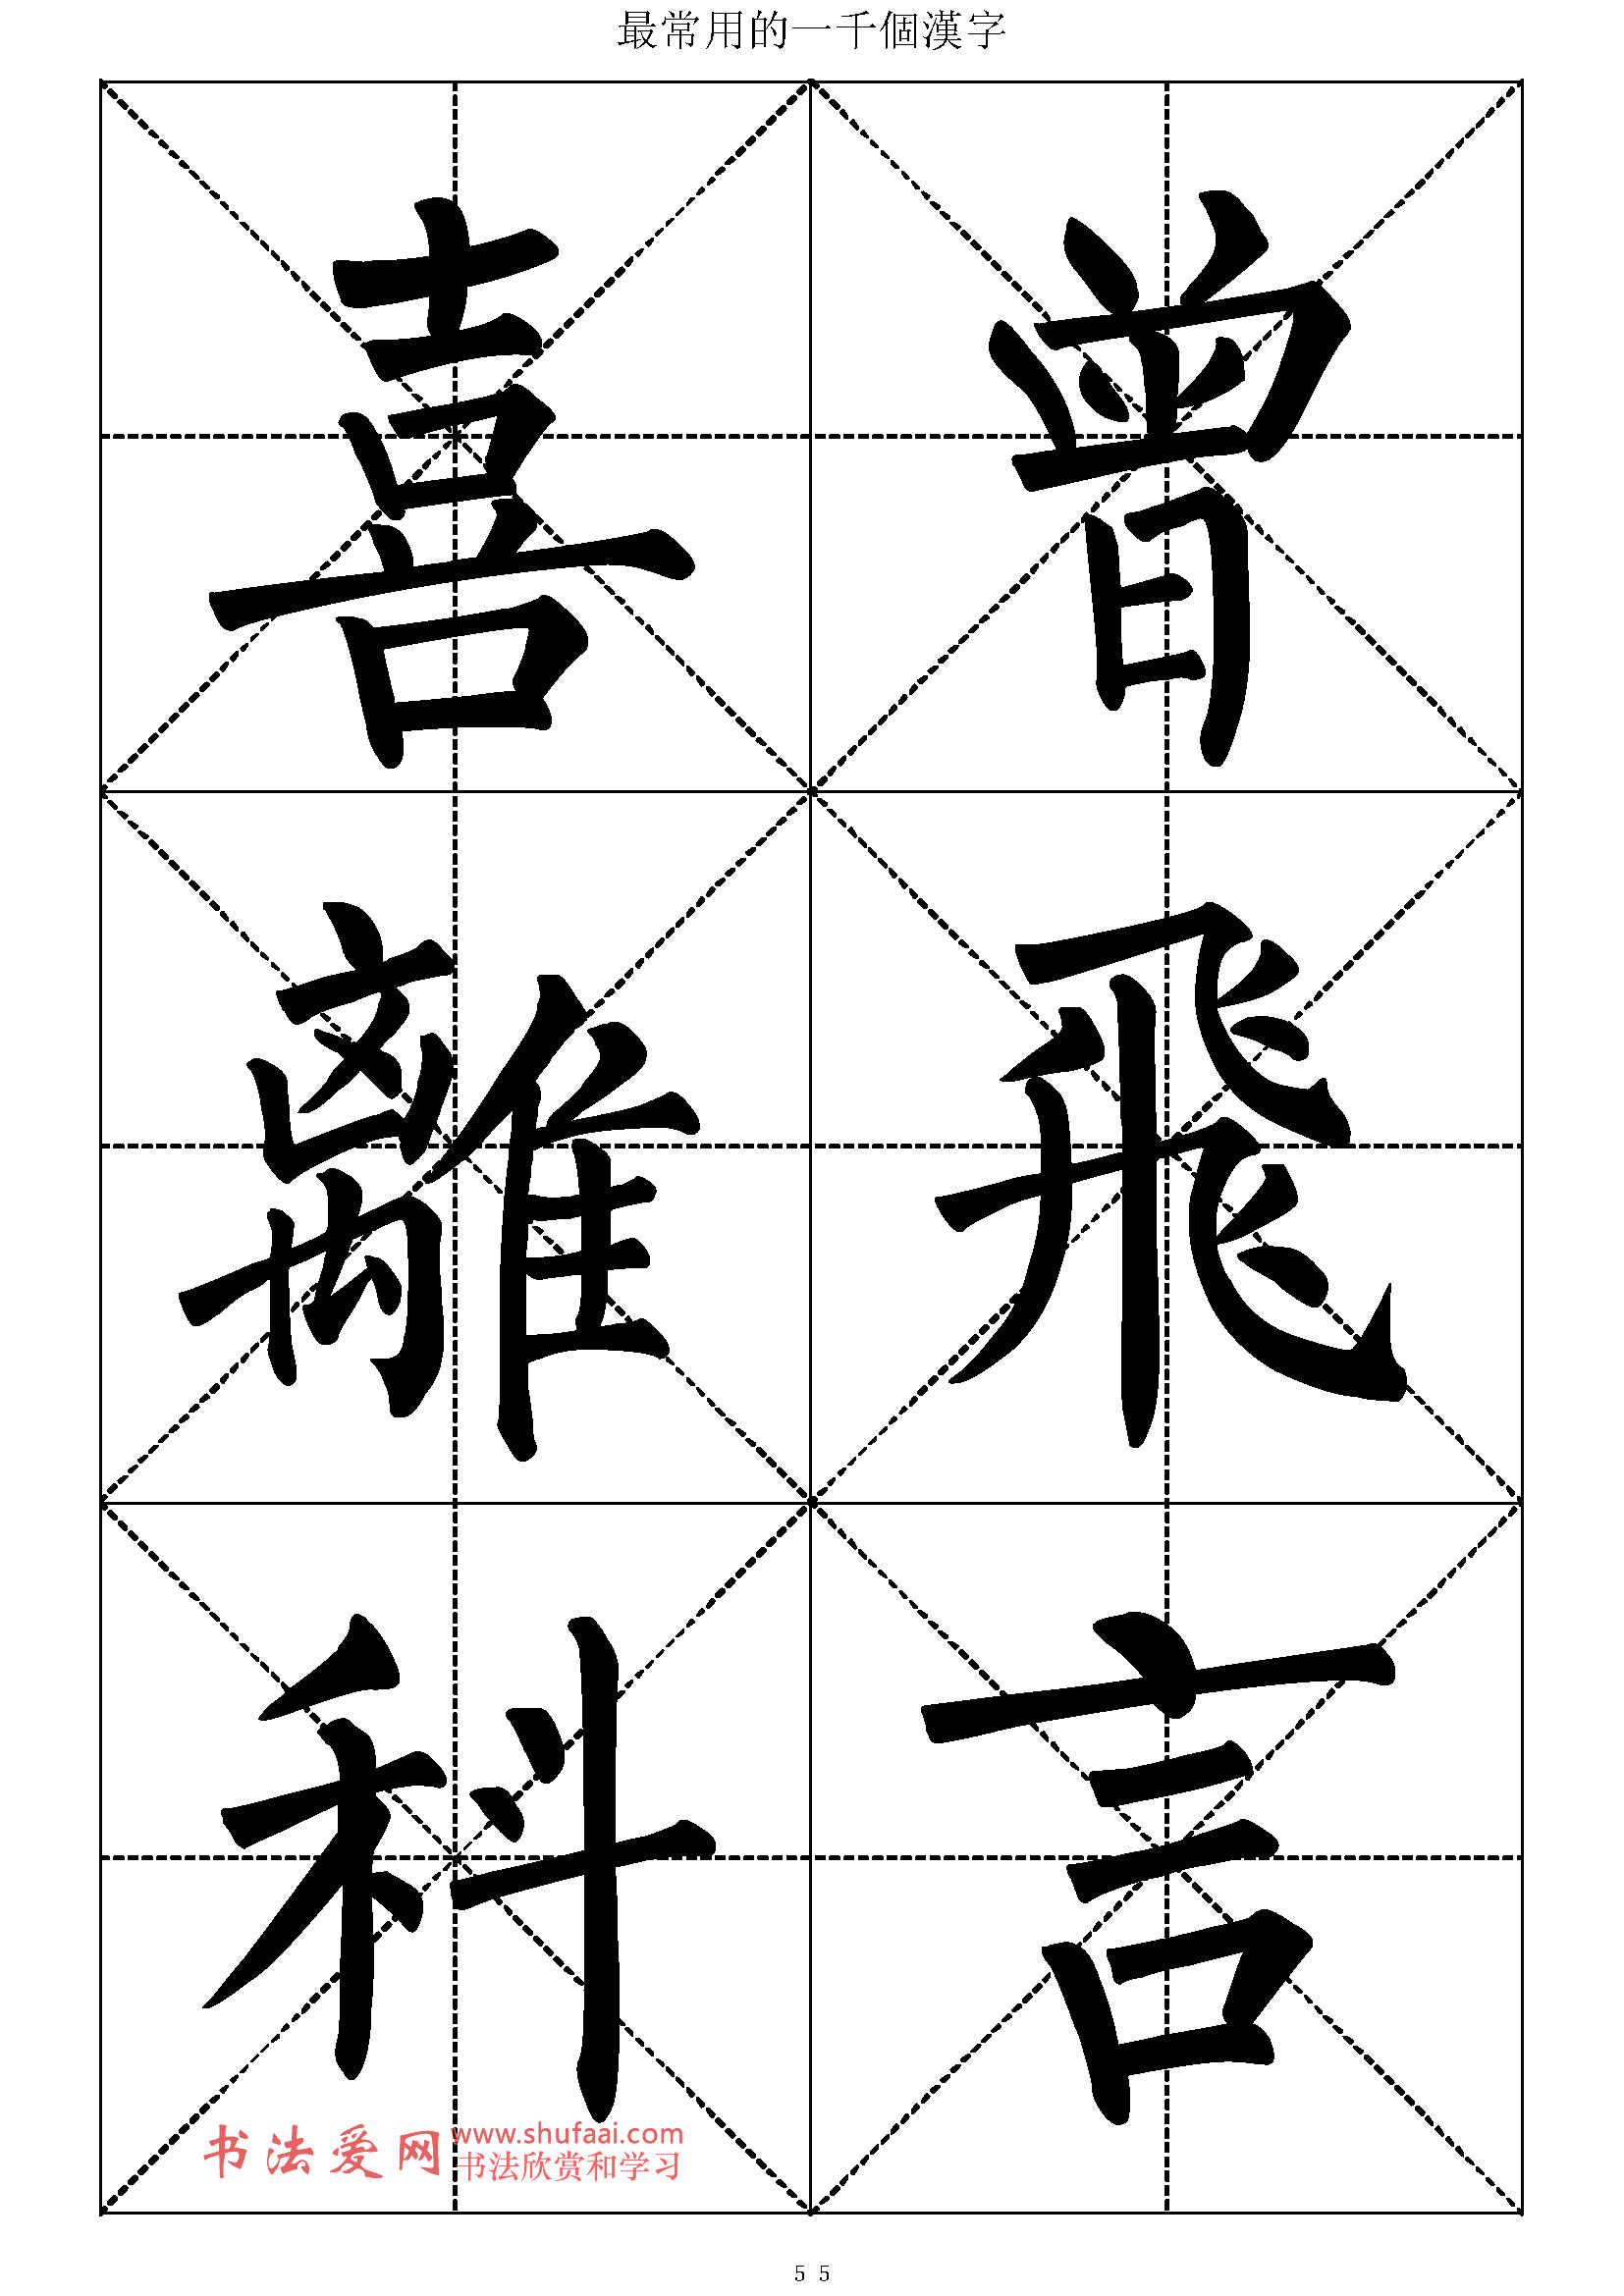 最常用的一千個漢字
喜曾
離飛
科言
书法爱网
www.shufaai.com
书法欣赏和学习
55